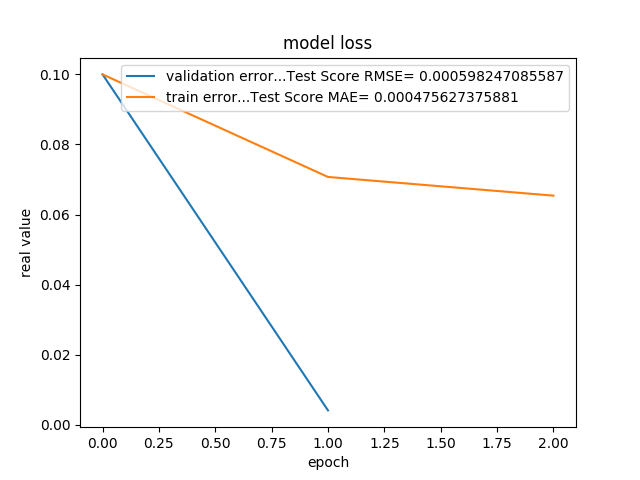 model loss
validation error...Test Score RMSE= 0.000598247085587
train error...Test Score MAE= 0.000475627375881
real value
0.10
0.08
0.06
0.04
0.02
0.00
0.00 0.25 0.50 0.75 1.00 1.25 1.50 1.75 2.00
epoch